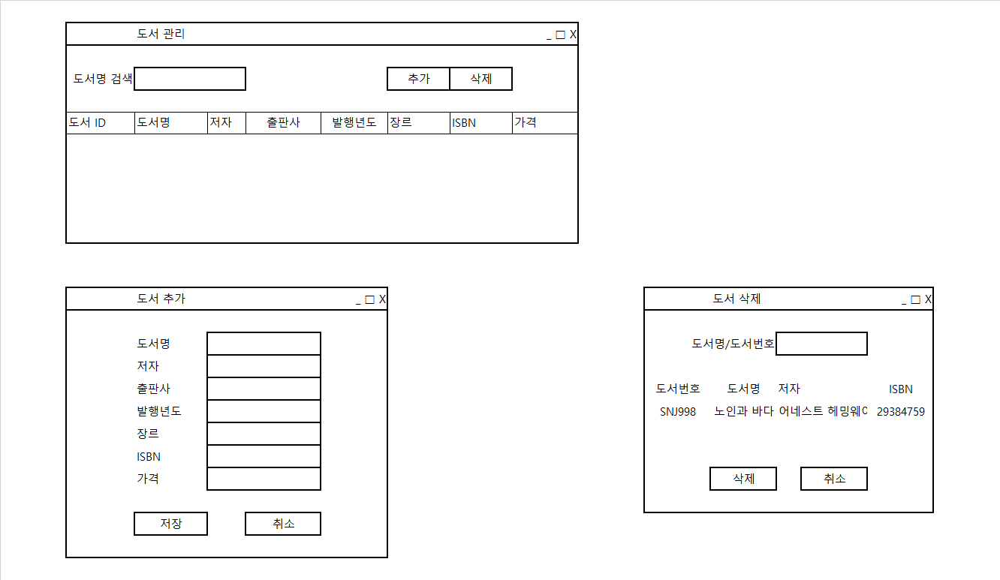 도서 관리 _ □ X
도서명 검색 추가 삭제
도서 ID 도서명 저자 출판사 발행년도 장르 ISBN 가격
도서 추가 _ □ X
도서명
저자
출판사
발행년도
장르
ISBN
가격
저장 취소
도서 삭제 _ □ X
도서명/도서번호
도서번호 도서명 저자 ISBN
SNJ998 노인과 바다 어네스트 헤밍웨이 29384759
삭제 취소